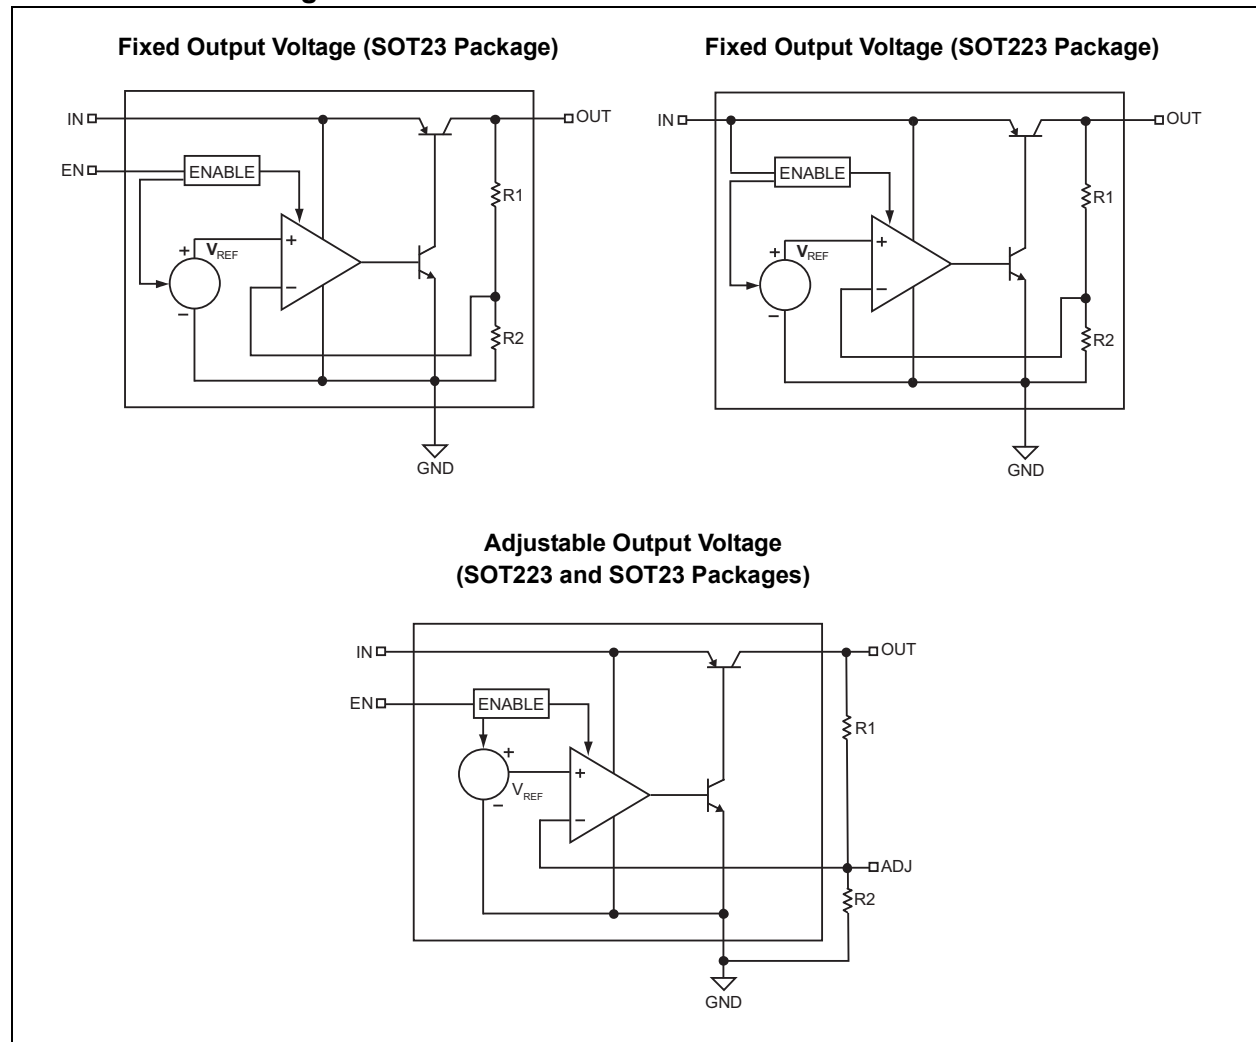 Fixed Output Voltage (SOT23 Package)
IN
OUT
EN
ENABLE
R1
+
VREF
+
−
−
R2
GND
Fixed Output Voltage (SOT223 Package)
IN
OUT
ENABLE
R1
+
VREF
+
−
−
R2
GND
Adjustable Output Voltage
(SOT223 and SOT23 Packages)
IN
OUT
EN
ENABLE
R1
+
+
VREF
−
−
ADJ
R2
GND